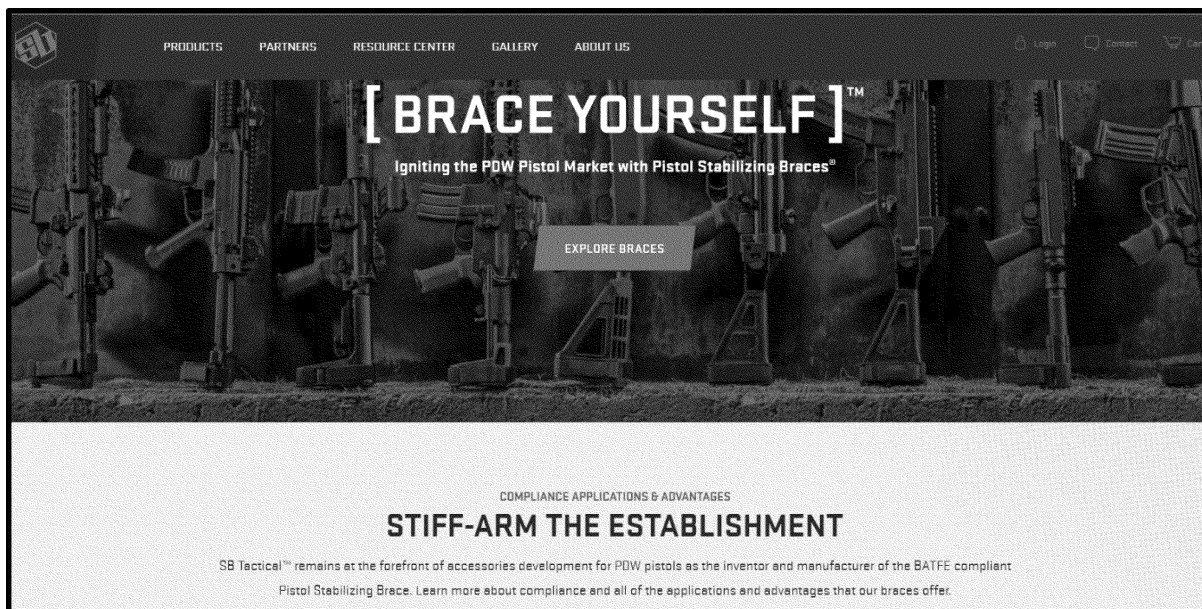 sb
PRODUCTS PARTNERS RESOURCE CENTER GALLERY ABOUT US Login Contact
[ BRACE YOURSELF ]™
Igniting the PDW Pistol Market with Pistol Stabilizing Braces®
EXPLORE BRACES
COMPLIANCE APPLICATIONS & ADVANTAGES
STIFF-ARM THE ESTABLISHMENT
SB Tactical™ remains at the forefront of accessories development for PDW pistols as the inventor and manufacturer of the BATFE compliant
Pistol Stabilizing Brace. Learn more about compliance and all of the applications and advantages that our braces offer.